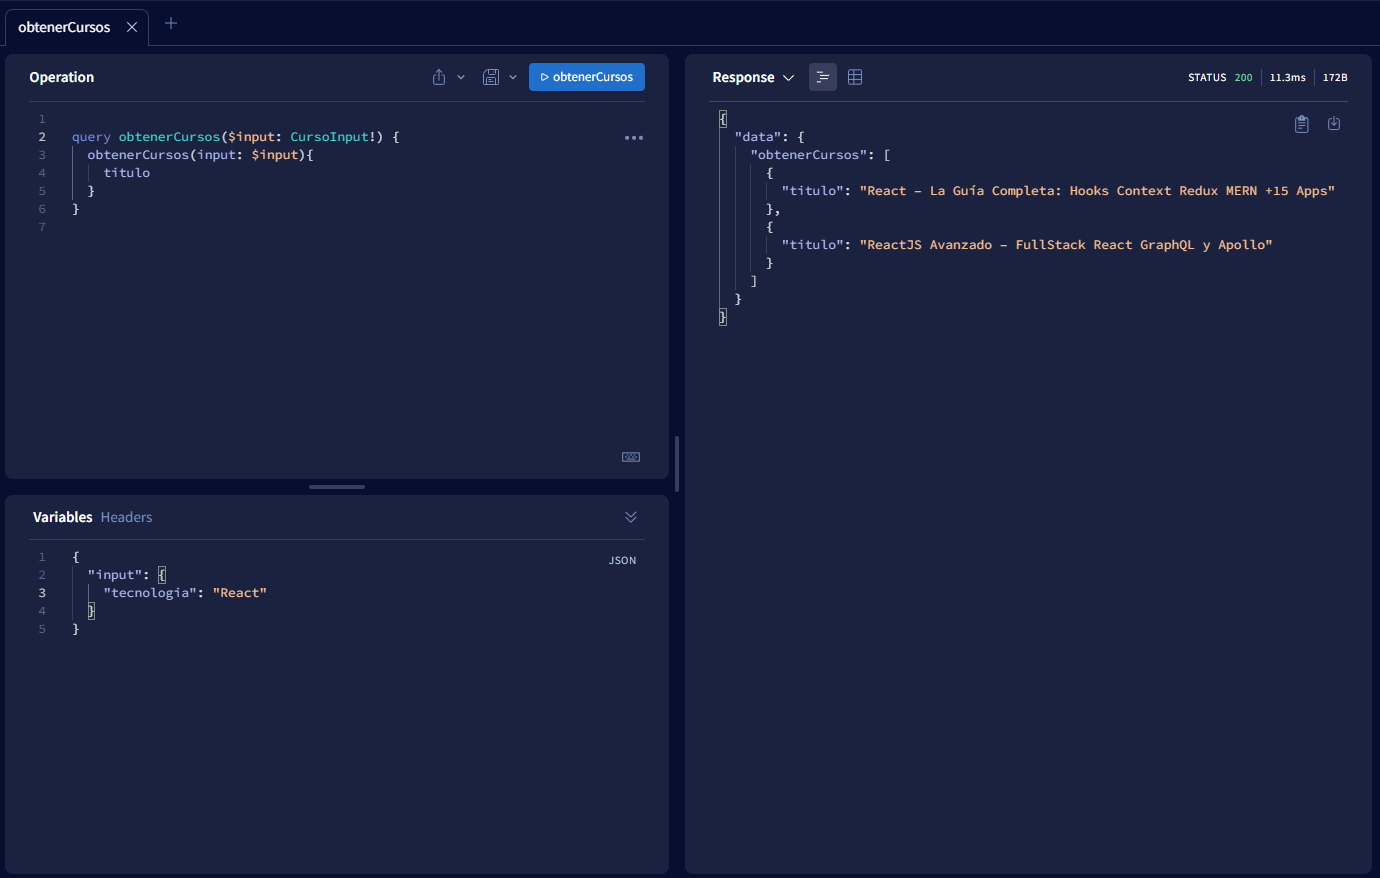 obtenerCursos
Operation
obtenerCursos
1
2 query obtenerCursos($input: CursoInput!) {
3 obtenerCursos(input: $input){
4 titulo
5 }
6 }
7
Variables Headers
JSON
1 {
2 "input": {
3 "tecnologia": "React"
4 }
5 }
Response
STATUS 200 11.3ms 172B
{
"data": {
"obtenerCursos": [
{
"titulo": "React – La Guía Completa: Hooks Context Redux MERN +15 Apps"
},
{
"titulo": "ReactJS Avanzado – FullStack React GraphQL y Apollo"
}
]
}
}